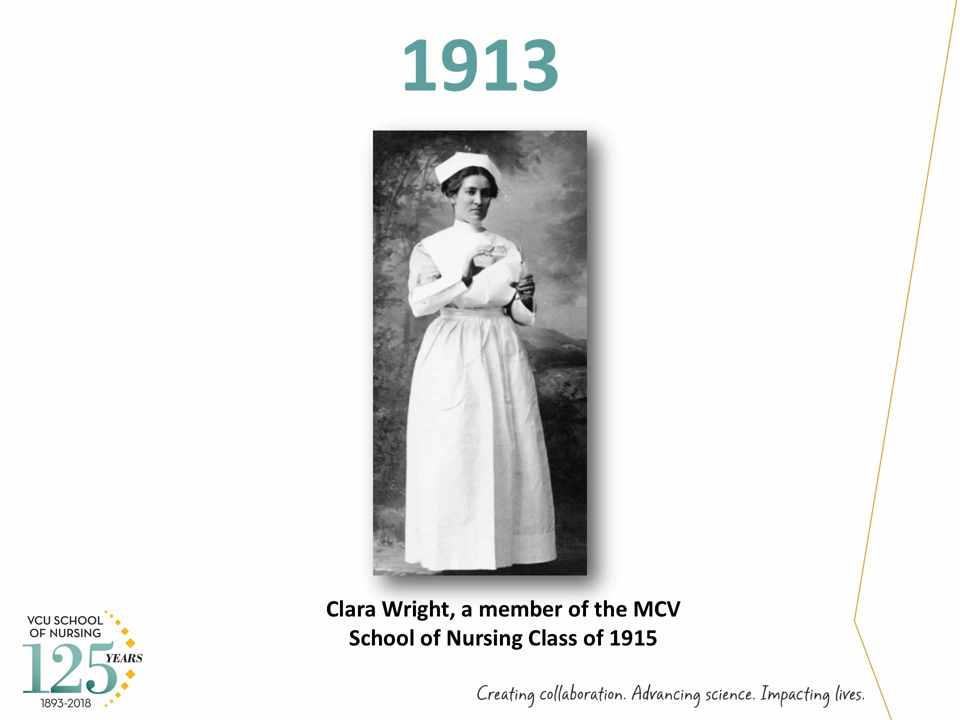 1913
Clara Wright, a member of the MCV
School of Nursing Class of 1915
VCU SCHOOL
OF NURSING
125 YEARS
1893-2018
Creating collaboration. Advancing science. Impacting lives.